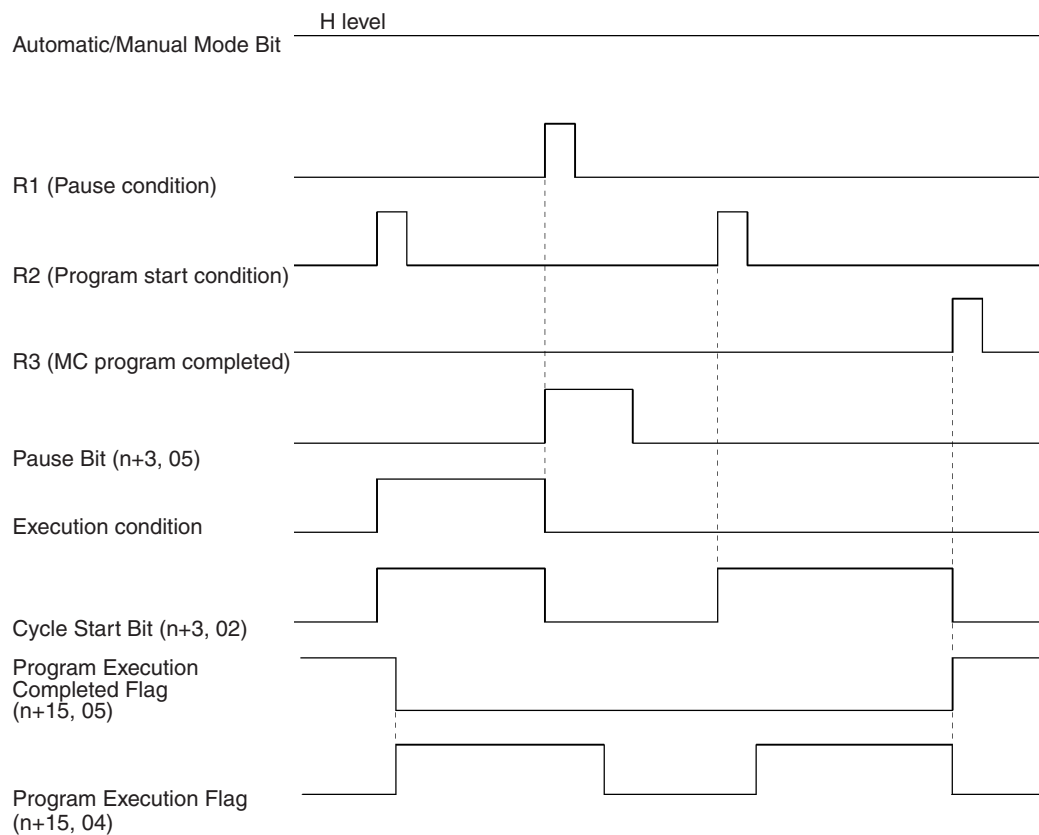 H level
Automatic/Manual Mode Bit
R1 (Pause condition)
R2 (Program start condition)
R3 (MC program completed)
Pause Bit (n+3, 05)
Execution condition
Cycle Start Bit (n+3, 02)
Program Execution
Completed Flag
(n+15, 05)
Program Execution Flag
(n+15, 04)